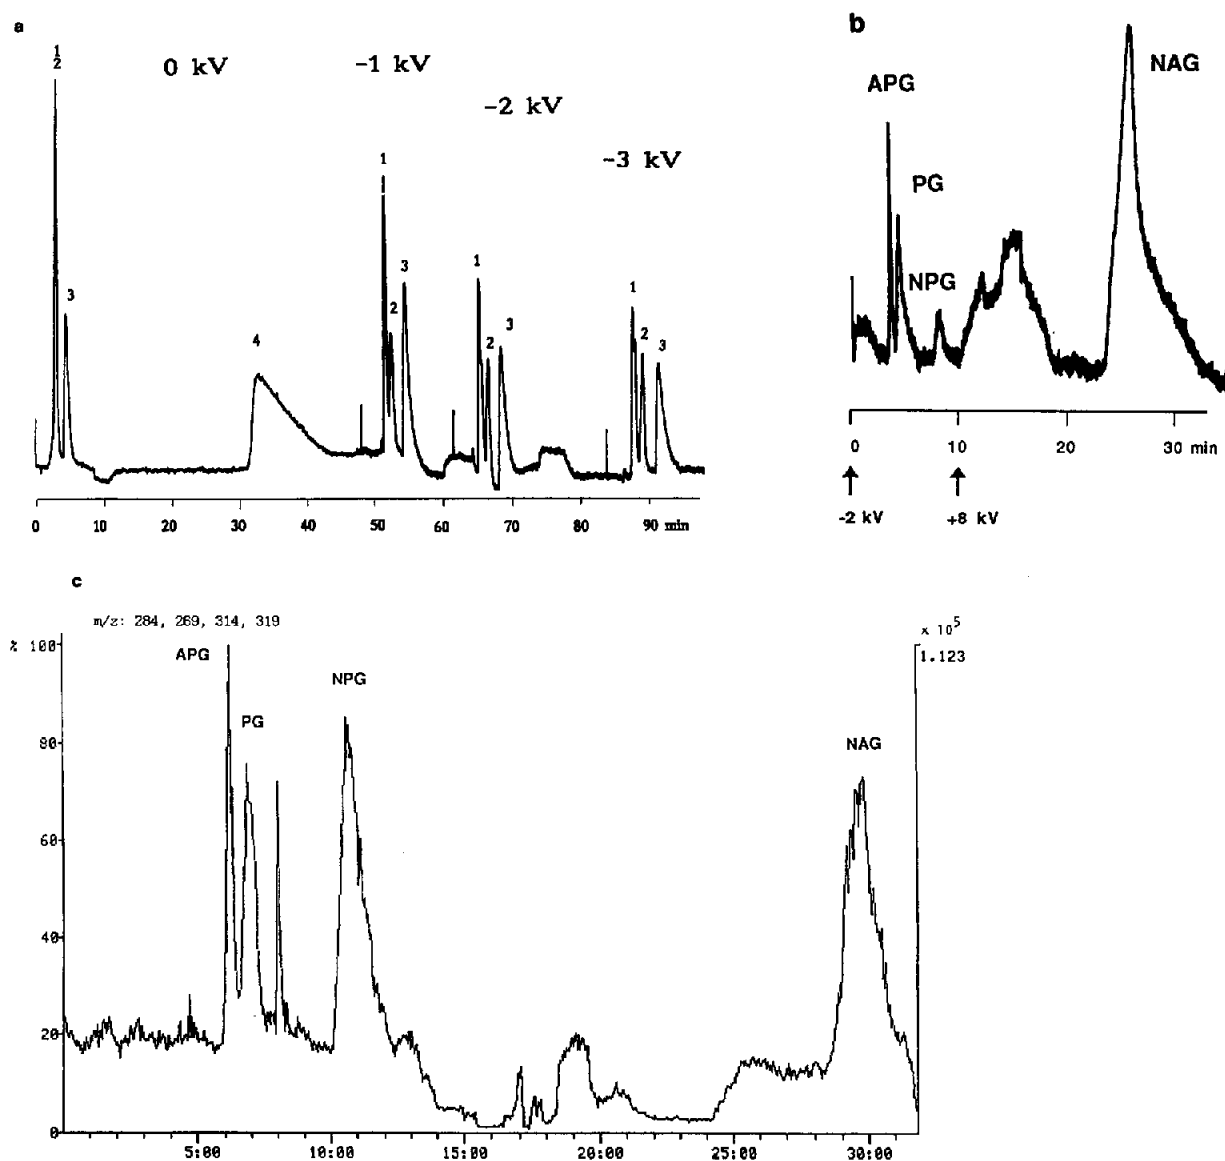 a
1
2
0 kV
-1 kV
-2 kV
-3 kV
3
4
1
2
3
1
2
3
1
2
3
0 10 20 30 40 50 60 70 80 90 min
b
APG
PG
NPG
NAG
0 10 20 30 min
-2 kV +8 kV
c
m/z: 284, 269, 314, 319
% 100
80
60
40
20
0
x 10⁵
1.123
APG
PG
NPG
NAG
5:00 10:00 15:00 20:00 25:00 30:00